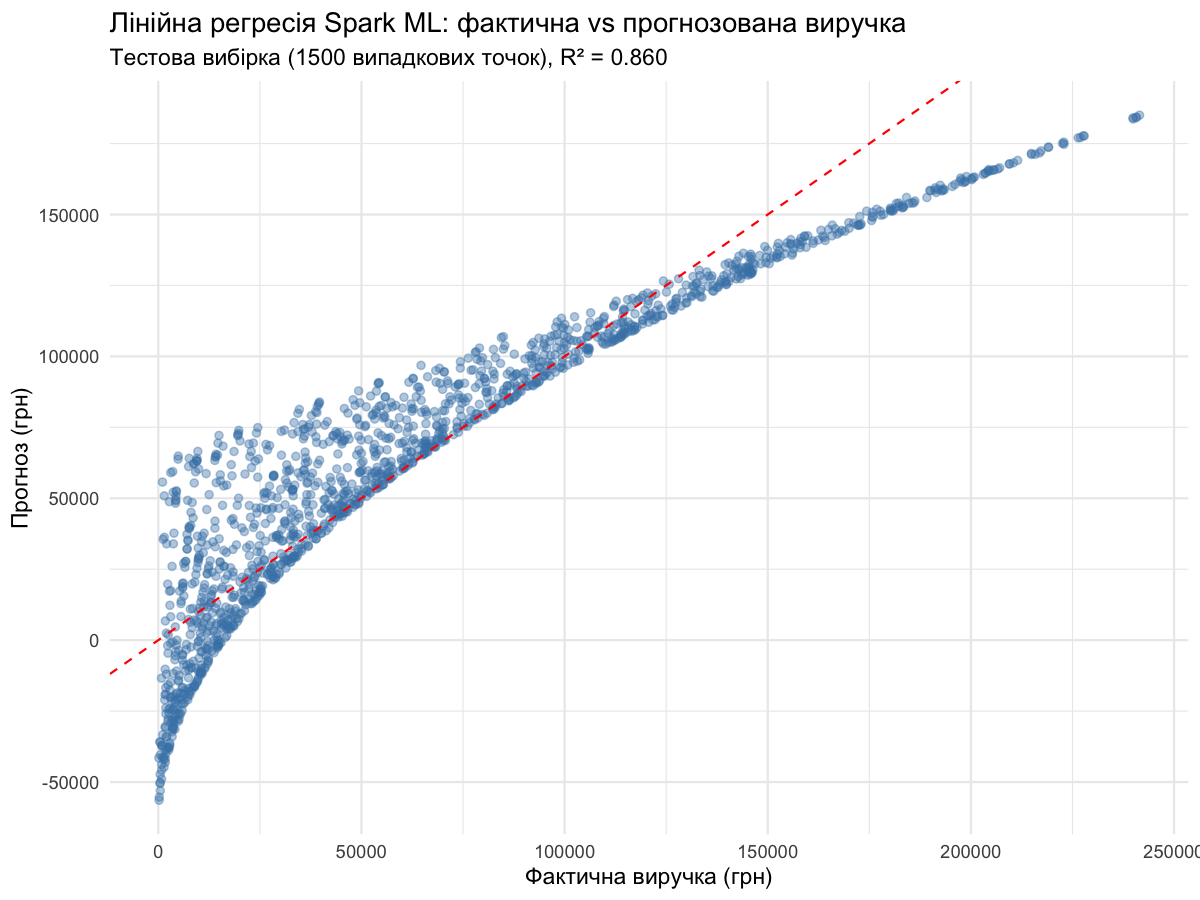 Лінійна регресія Spark ML: фактична vs прогнозована виручка
Тестова вибірка (1500 випадкових точок), R² = 0.860
Прогноз (грн)
150000
100000
50000
0
-50000
0 50000 100000 150000 200000 250000
Фактична виручка (грн)